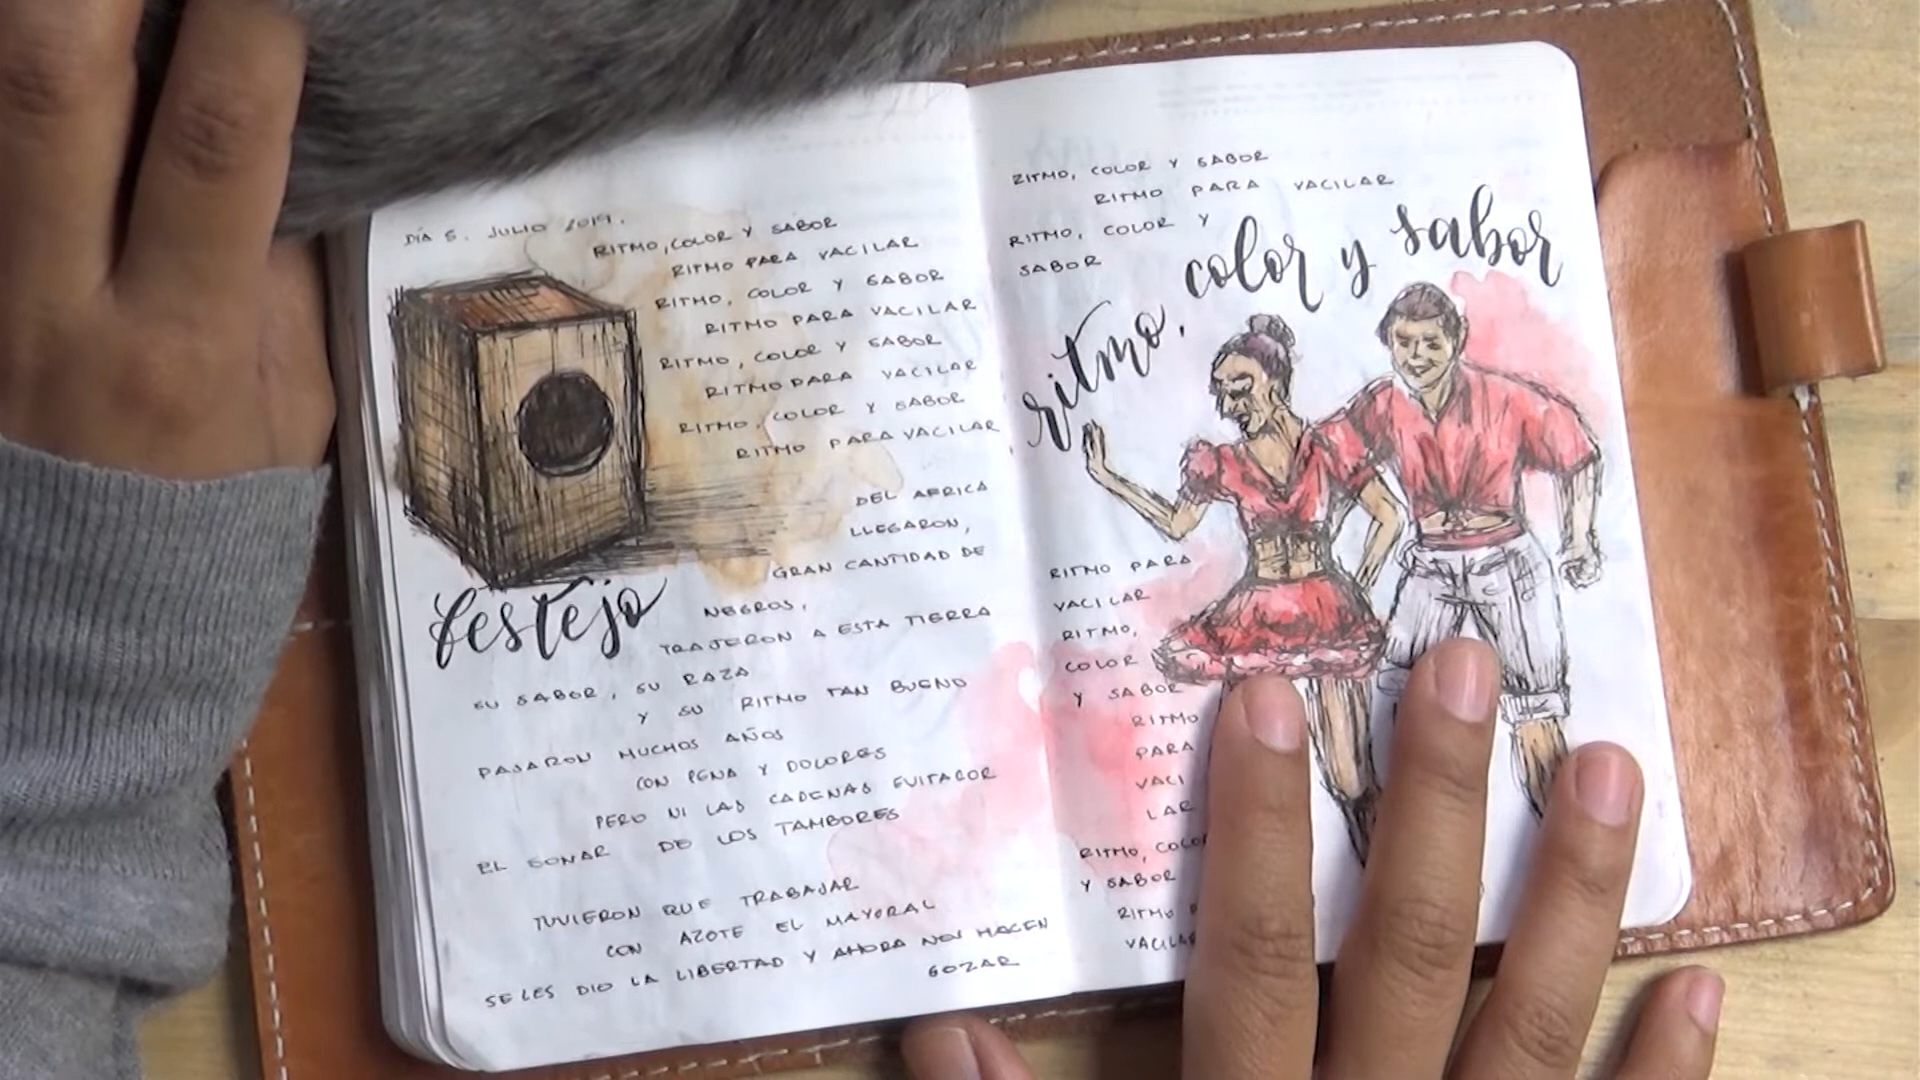 DÍA 5. JULIO 2019.
RITMO, COLOR Y SABOR
RITMO PARA VACILAR
RITMO, COLOR Y SABOR
RITMO PARA VACILAR
RITMO, COLOR Y SABOR
RITMO PARA VACILAR
RITMO, COLOR Y SABOR
RITMO PARA VACILAR
DEL AFRICA
LLEGARON,
GRAN CANTIDAD DE
NEGROS,
TRAJERON A ESTA TIERRA
festejo
SU SABOR, SU RAZA
Y SU RITMO TAN BUENO
PASARON MUCHOS AÑOS
CON PENA Y DOLORES
PERO NI LAS CADENAS EVITAROR
EL SONAR DE LOS TAMBORES
TUVIERON QUE TRABAJAR
CON AZOTE EL MAYORAL
SE LES DIO LA LIBERTAD Y AHORA NOS HACEN
GOZAR
RITMO, COLOR Y SABOR
RITMO PARA VACILAR
RITMO, COLOR Y
SABOR
ritmo, color y sabor
RITMO PARA
VACILAR
RITMO,
COLOR
Y SABOR
RITMO
PARA
VACI
LAR
RITMO, COLOR
Y SABOR
RITMO P
VACILAR